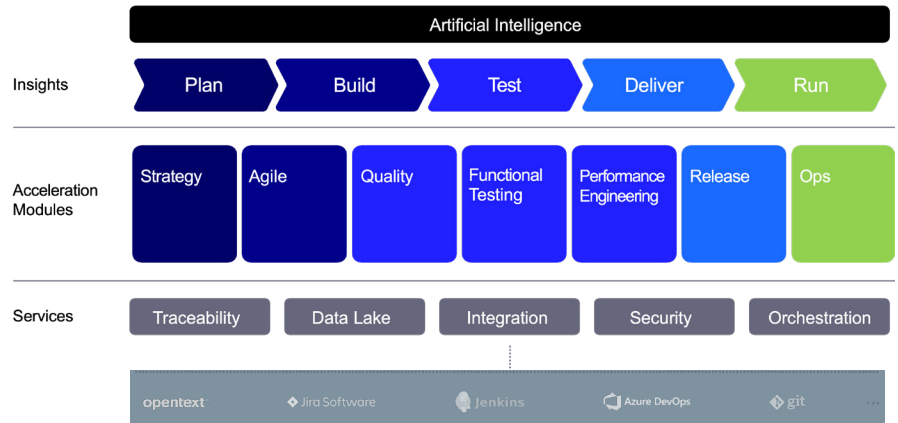 Artificial Intelligence
Insights
Plan
Build
Test
Deliver
Run
Acceleration
Modules
Strategy
Agile
Quality
Functional
Testing
Performance
Engineering
Release
Ops
Services
Traceability
Data Lake
Integration
Security
Orchestration
opentext
Jira Software
Jenkins
Azure DevOps
git
...